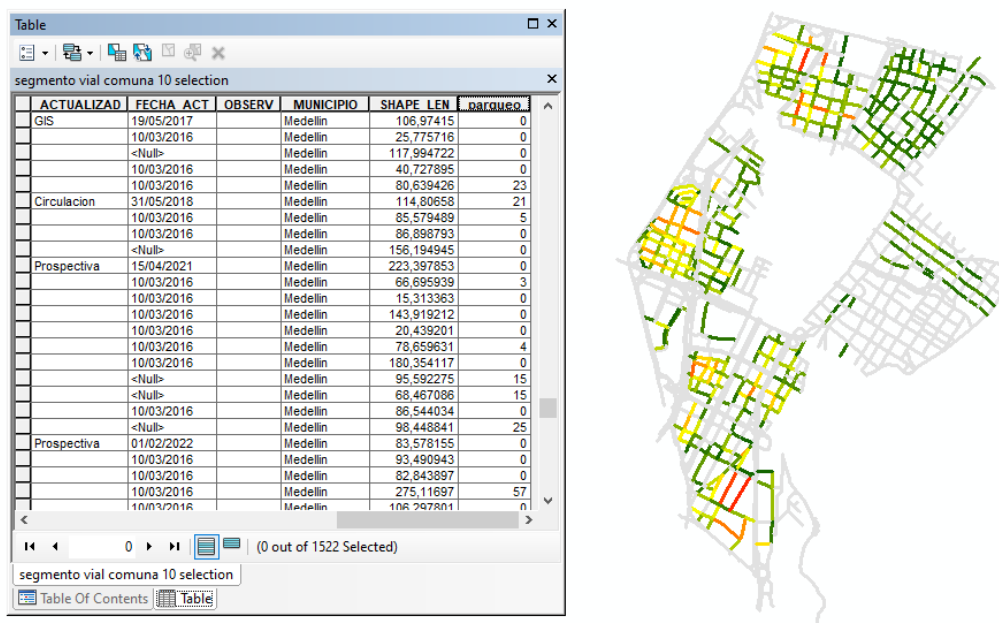 Table
segmento vial comuna 10 selection
ACTUALIZAD FECHA_ACT OBSERV MUNICIPIO SHAPE_LEN parqueo
GIS 19/05/2017 Medellin 106,97415 0
10/03/2016 Medellin 25,775716 0
<Null> Medellin 117,994722 0
10/03/2016 Medellin 40,727895 0
10/03/2016 Medellin 80,639426 23
Circulacion 31/05/2018 Medellin 114,80658 21
10/03/2016 Medellin 85,579489 5
10/03/2016 Medellin 86,898793 0
<Null> Medellin 156,194945 0
Prospectiva 15/04/2021 Medellin 223,397853 0
10/03/2016 Medellin 66,695939 3
10/03/2016 Medellin 15,313363 0
10/03/2016 Medellin 143,919212 0
10/03/2016 Medellin 20,439201 0
10/03/2016 Medellin 78,659631 4
10/03/2016 Medellin 180,354117 0
<Null> Medellin 95,592275 15
<Null> Medellin 68,467086 15
10/03/2016 Medellin 86,544034 0
<Null> Medellin 98,448841 25
Prospectiva 01/02/2022 Medellin 83,578155 0
10/03/2016 Medellin 93,490943 0
10/03/2016 Medellin 82,843897 0
10/03/2016 Medellin 275,11697 57
10/03/2016 Medellin 106,297801 0
0 (0 out of 1522 Selected)
segmento vial comuna 10 selection
Table Of Contents Table